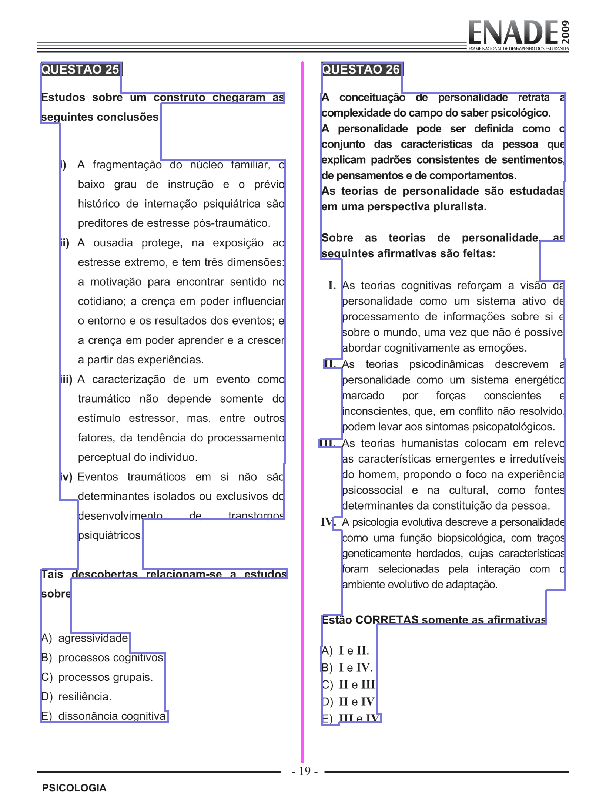 ENADE 2009
EXAME NACIONAL DE DESEMPENHO DOS ESTUDANTES
QUESTÃO 25
Estudos sobre um construto chegaram as
seguintes conclusões
i) A fragmentação do núcleo familiar, o
baixo grau de instrução e o prévio
histórico de internação psiquiátrica são
preditores de estresse pós-traumático.
ii) A ousadia protege, na exposição ao
estresse extremo, e tem três dimensões:
a motivação para encontrar sentido no
cotidiano; a crença em poder influenciar
o entorno e os resultados dos eventos; e
a crença em poder aprender e a crescer
a partir das experiências.
iii) A caracterização de um evento como
traumático não depende somente do
estímulo estressor, mas, entre outros
fatores, da tendência do processamento
perceptual do indivíduo.
iv) Eventos traumáticos em si não são
determinantes isolados ou exclusivos do
desenvolvimento de transtornos
psiquiátricos.
Tais descobertas relacionam-se a estudos
sobre
A) agressividade
B) processos cognitivos
C) processos grupais.
D) resiliência.
E) dissonância cognitiva
QUESTÃO 26
A conceituação de personalidade retrata a
complexidade do campo do saber psicológico.
A personalidade pode ser definida como o
conjunto das características da pessoa que
explicam padrões consistentes de sentimentos,
de pensamentos e de comportamentos.
As teorias de personalidade são estudadas
em uma perspectiva pluralista.
Sobre as teorias de personalidade as
seguintes afirmativas são feitas:
I. As teorias cognitivas reforçam a visão da
personalidade como um sistema ativo de
processamento de informações sobre si e
sobre o mundo, uma vez que não é possível
abordar cognitivamente as emoções.
II. As teorias psicodinâmicas descrevem a
personalidade como um sistema energético
marcado por forças conscientes e
inconscientes, que, em conflito não resolvido,
podem levar aos sintomas psicopatológicos.
III. As teorias humanistas colocam em relevo
as características emergentes e irredutíveis
do homem, propondo o foco na experiência
psicossocial e na cultural, como fontes
determinantes da constituição da pessoa.
IV. A psicologia evolutiva descreve a personalidade
como uma função biopsicológica, com traços
geneticamente herdados, cujas características
foram selecionadas pela interação com o
ambiente evolutivo de adaptação.
Estão CORRETAS somente as afirmativas
A) I e II.
B) I e IV.
C) II e III
D) II e IV
E) III e IV
- 19 -
PSICOLOGIA